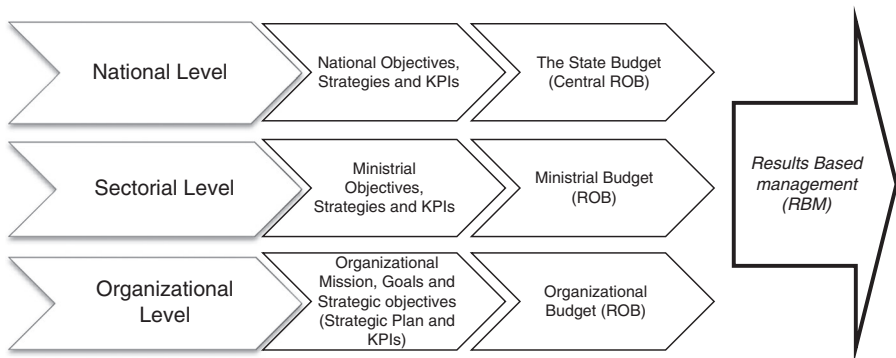 National Level
National Objectives,
Strategies and KPIs
The State Budget
(Central ROB)
Sectorial Level
Ministrial
Objectives,
Strategies and KPIs
Ministrial Budget
(ROB)
Organizational
Level
Organizational
Mission, Goals and
Strategic objectives
(Strategic Plan and
KPIs)
Organizational
Budget (ROB)
Results Based
management
(RBM)